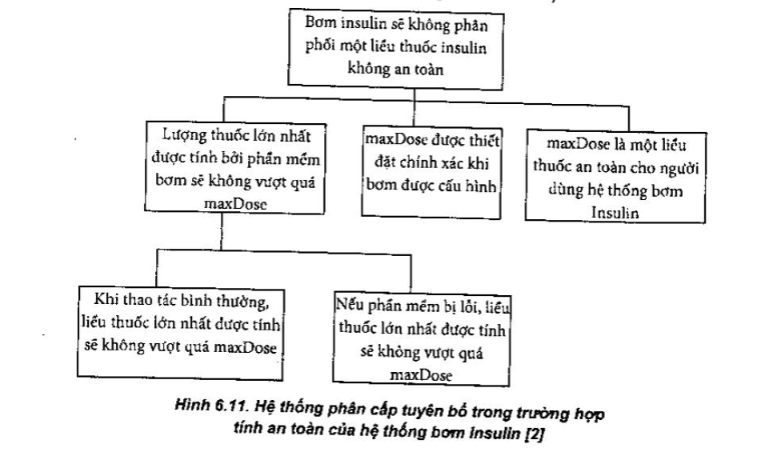 Bơm insulin sẽ không phân
phối một liều thuốc insulin
không an toàn
Lượng thuốc lớn nhất
được tính bởi phần mềm
bơm sẽ không vượt quá
maxDose
maxDose được thiết
đặt chính xác khi
bơm được cấu hình
maxDose là một liều
thuốc an toàn cho người
dùng hệ thống bơm
Insulin
Khi thao tác bình thường,
liều thuốc lớn nhất được tính
sẽ không vượt quá maxDose
Nếu phần mềm bị lỗi, liều
thuốc lớn nhất được tính
sẽ không vượt quá
maxDose
Hình 6.11. Hệ thống phân cấp tuyên bố trong trường hợp
tính an toàn của hệ thống bơm insulin [2]